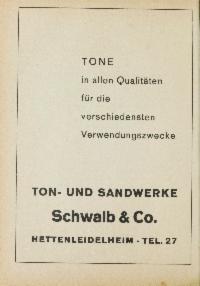 TONE
in allen Qualitäten
für die
verschiedensten
Verwendungszwecke
TON- UND SANDWERKE
Schwalb & Co.
HETTENLEIDELHEIM - TEL. 27